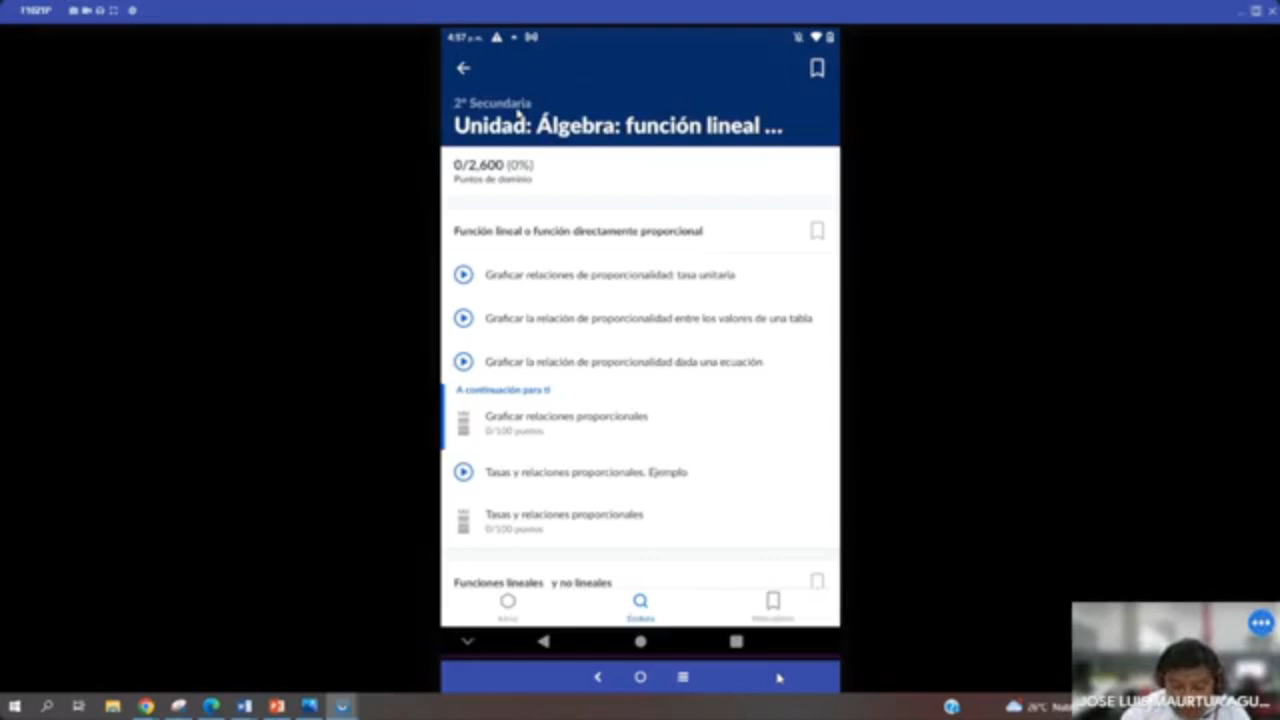 4:57 p.m.
2° Secundaria
Unidad: Álgebra: función lineal ...
0/2,600 (0%)
Puntos de dominio
Función lineal o función directamente proporcional
Graficar relaciones de proporcionalidad: tasa unitaria
Graficar la relación de proporcionalidad entre los valores de una tabla
Graficar la relación de proporcionalidad dada una ecuación
A continuación para ti
Graficar relaciones proporcionales
0/100 puntos
Tasas y relaciones proporcionales. Ejemplo
Tasas y relaciones proporcionales
0/100 puntos
Funciones lineales y no lineales
26°C
JOSE LUIS MAURTUA AGU...